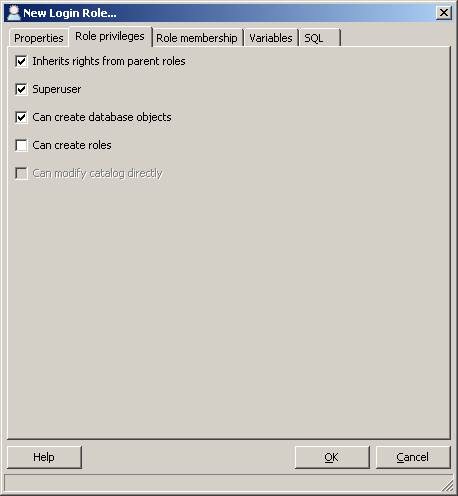 New Login Role...
Properties Role privileges Role membership Variables SQL
Inherits rights from parent roles
Superuser
Can create database objects
Can create roles
Can modify catalog directly
Help OK Cancel